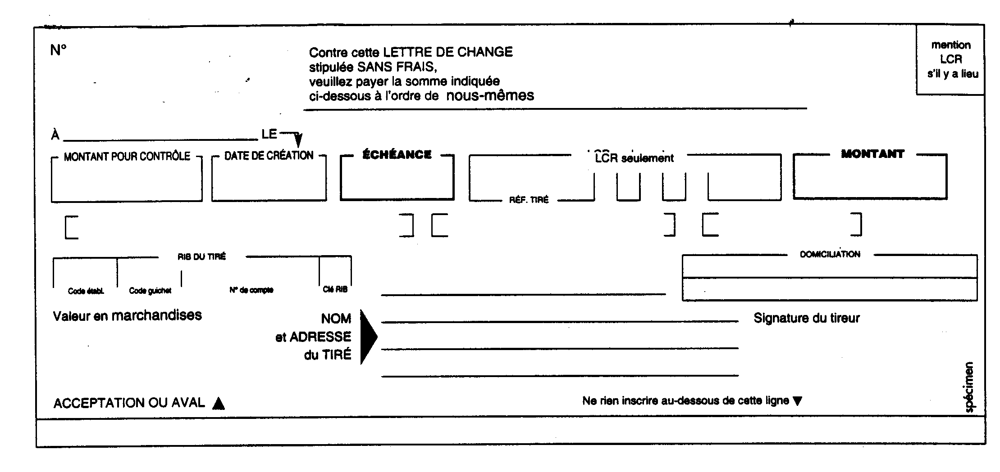 N°
Contre cette LETTRE DE CHANGE
stipulée SANS FRAIS,
veuillez payer la somme indiquée
ci-dessous à l'ordre de nous-mêmes
mention
LCR
s'il y a lieu
À LE
MONTANT POUR CONTRÔLE
DATE DE CRÉATION
ÉCHÉANCE
LCR seulement
MONTANT
RÉF. TIRÉ
RIB DU TIRÉ
DOMICILIATION
Code établ.
Code guichet
N° de compte
Clé RIB
Valeur en marchandises
NOM
et ADRESSE
du TIRÉ
Signature du tireur
ACCEPTATION OU AVAL
Ne rien inscrire au-dessous de cette ligne
spécimen